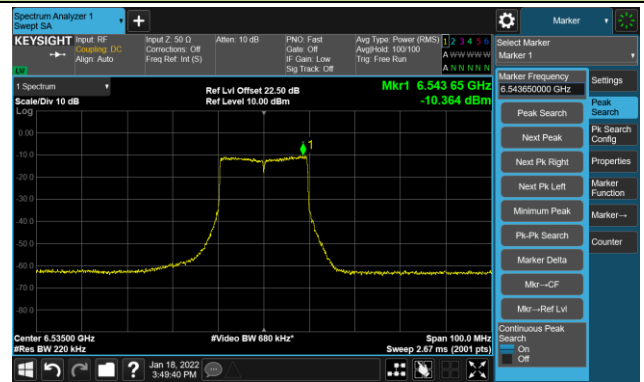 Spectrum Analyzer 1
Swept SA
+
Marker
KEYSIGHT
Input: RF
Coupling: DC
Align: Auto
Input Z: 50 Ω
Corrections: Off
Freq Ref: Int (S)
Atten: 10 dB
PNO: Fast
Gate: Off
IF Gain: Low
Sig Track: Off
Avg Type: Power (RMS)
Avg|Hold: 100/100
Trig: Free Run
1 2 3 4 5 6
A W W W W W
A N N N N N
Select Marker
Marker 1
1 Spectrum
Scale/Div 10 dB
Log
Ref Lvl Offset 22.50 dB
Ref Level 10.00 dBm
Mkr1 6.543 65 GHz
-10.364 dBm
0.00
-10.0
-20.0
-30.0
-40.0
-50.0
-60.0
-70.0
-80.0
1
Center 6.53500 GHz
#Res BW 220 kHz
#Video BW 680 kHz*
Span 100.0 MHz
Sweep 2.67 ms (2001 pts)
Marker Frequency
6.543650000 GHz
Peak Search
Next Peak
Next Pk Right
Next Pk Left
Minimum Peak
Pk-Pk Search
Marker Delta
Mkr→CF
Mkr→Ref Lvl
Continuous Peak
Search
On
Off
Settings
Peak
Search
Pk Search
Config
Properties
Marker
Function
Marker→
Counter
?
Jan 18, 2022
3:49:40 PM